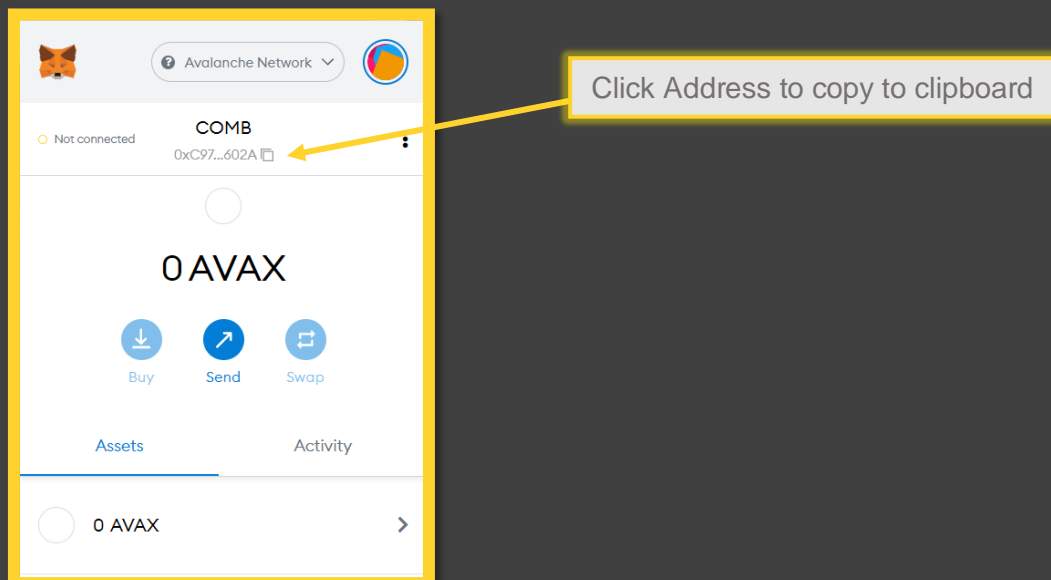 Avalanche Network
Click Address to copy to clipboard
Not connected
COMB
0xC97...602A
0 AVAX
Buy
Send
Swap
Assets
Activity
0 AVAX